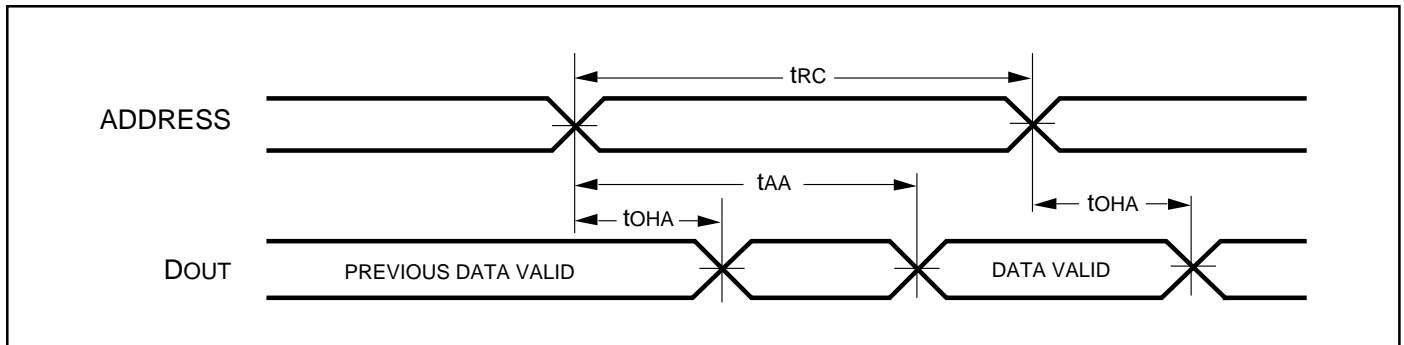 tRC
ADDRESS
tAA
tOHA
tOHA
DOUT
PREVIOUS DATA VALID
DATA VALID